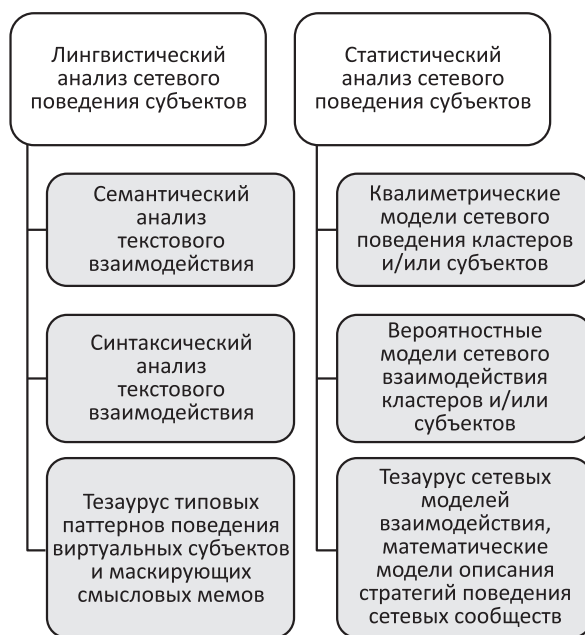 Лингвистический
анализ сетевого
поведения субъектов
Семантический
анализ
текстового
взаимодействия
Синтаксический
анализ
текстового
взаимодействия
Тезаурус типовых
паттернов поведения
виртуальных субъектов
и маскирующих
смысловых мемов
Статистический
анализ сетевого
поведения субъектов
Квалиметрические
модели сетевого
поведения кластеров
и/или субъектов
Вероятностные
модели сетевого
взаимодействия
кластеров и/или
субъектов
Тезаурус сетевых
моделей
взаимодействия,
математические
модели описания
стратегий поведения
сетевых сообществ